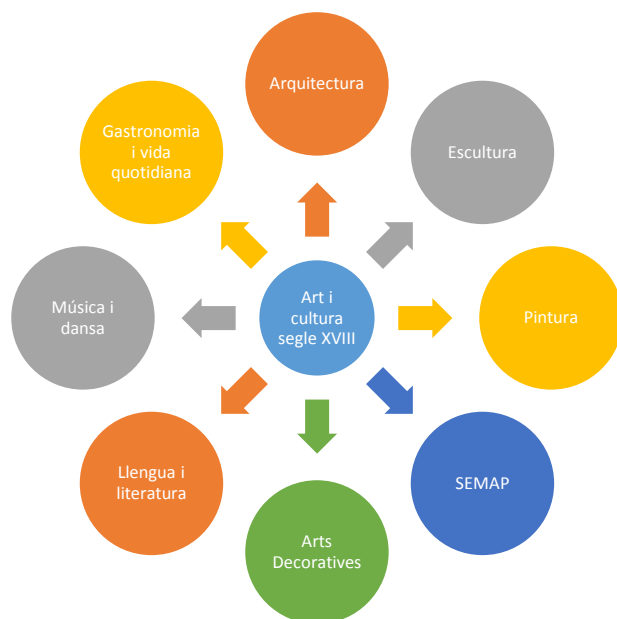 Arquitectura
Escultura
Pintura
SEMAP
Arts
Decoratives
Llengua i
literatura
Música i
dansa
Gastronomia
i vida
quotidiana
Art i
cultura
segle XVIII